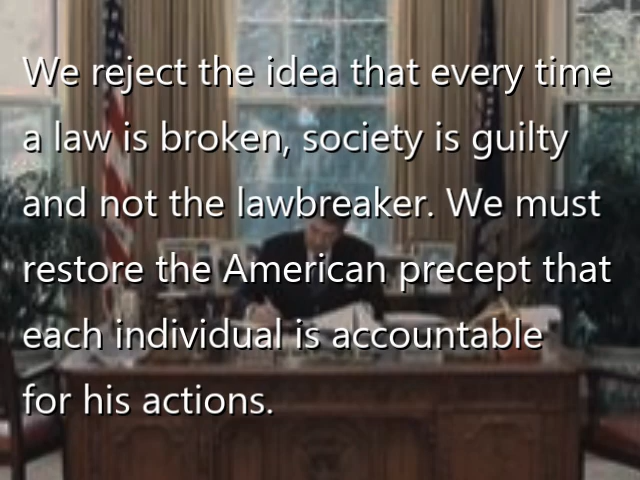 We reject the idea that every time
a law is broken, society is guilty
and not the lawbreaker. We must
restore the American precept that
each individual is accountable
for his actions.